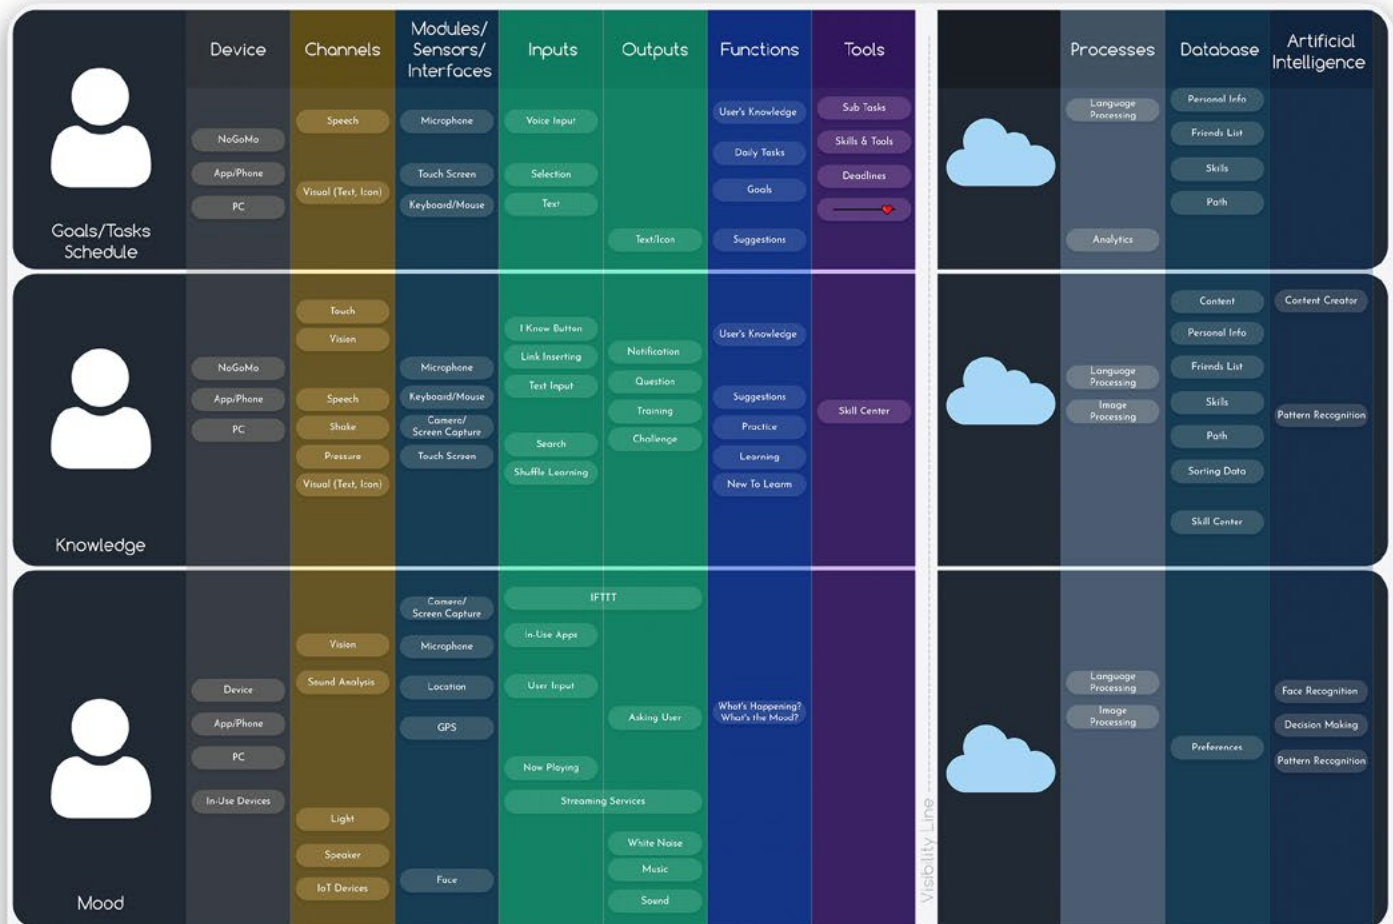 Device
Channels
Modules/
Sensors/
Interfaces
Inputs
Outputs
Functions
Tools
Processes
Database
Artificial
Intelligence
Goals/Tasks
Schedule
NoGoMo
App/Phone
PC
Speech
Visual (Text, Icon)
Microphone
Touch Screen
Keyboard/Mouse
Voice Input
Selection
Text
Text/Icon
User's Knowledge
Daily Tasks
Goals
Suggestions
Sub Tasks
Skills & Tools
Deadlines
Language
Processing
Analytics
Personal Info
Friends List
Skills
Path
Knowledge
NoGoMo
App/Phone
PC
Touch
Vision
Speech
Shake
Pressure
Visual (Text, Icon)
Microphone
Keyboard/Mouse
Camera/
Screen Capture
Touch Screen
I Know Button
Link Inserting
Text Input
Search
Shuffle Learning
Notification
Question
Training
Challenge
User's Knowledge
Suggestions
Practice
Learning
New To Learn
Skill Center
Language
Processing
Image
Processing
Content
Personal Info
Friends List
Skills
Path
Sorting Data
Skill Center
Content Creator
Pattern Recognition
Mood
Device
App/Phone
PC
In-Use Devices
Vision
Sound Analysis
Light
Speaker
IoT Devices
Camera/
Screen Capture
Microphone
Location
GPS
Face
IFTTT
In-Use Apps
User Input
Now Playing
Streaming Services
Asking User
White Noise
Music
Sound
What's Happening?
What's the Mood?
Visibility Line
Language
Processing
Image
Processing
Preferences
Face Recognition
Decision Making
Pattern Recognition